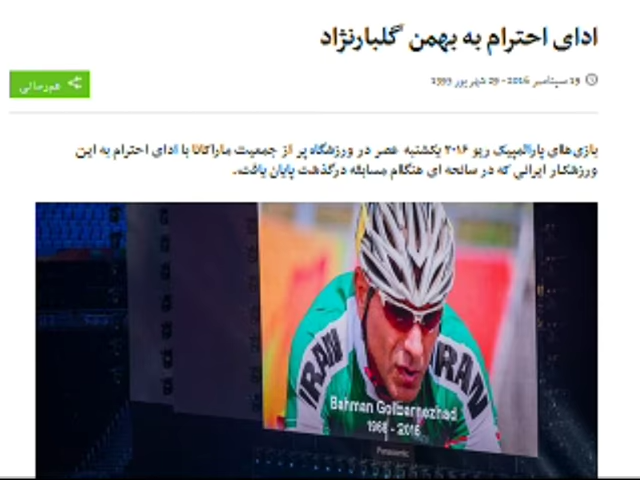 ادای احترام به بهمن گلبارنژاد
19 سپتامبر 2016 - 29 شهریور 1395
هم‌رسانی
بازی‌های پارالمپیک ریو ۲۰۱۶ یکشنبه عصر در ورزشگاه پر از جمعیت ماراکانا با ادای احترام به این
ورزشکار ایرانی که در سانحه ای هنگام مسابقه درگذشت پایان یافت.
IRAN
IRAN
Bahman Golbarnezhad
1968 - 2016
Panasonic